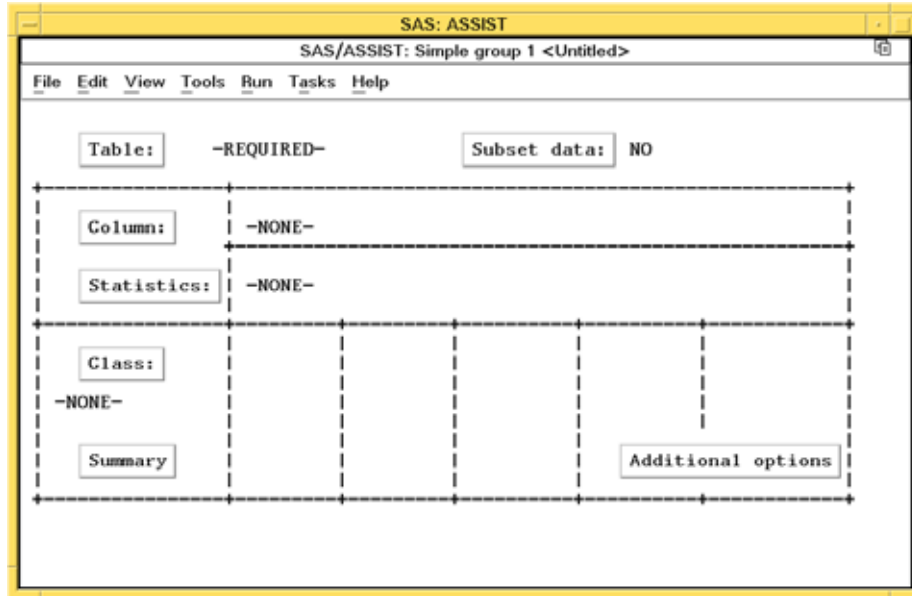 SAS: ASSIST
SAS/ASSIST: Simple group 1 <Untitled>
File Edit View Tools Run Tasks Help
Table: -REQUIRED- Subset data: NO
Column: -NONE-
Statistics: -NONE-
Class:
-NONE-
Summary Additional options